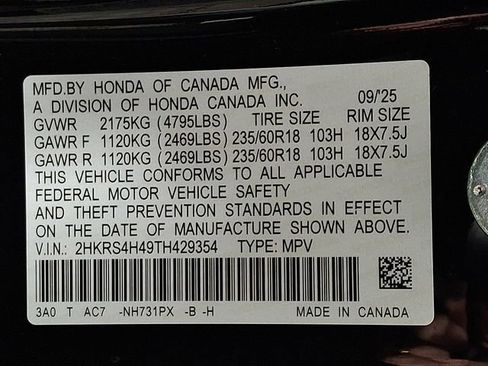 MFD.BY HONDA OF CANADA MFG.,
A DIVISION OF HONDA CANADA INC. 09/'25
GVWR 2175KG (4795LBS) TIRE SIZE RIM SIZE
GAWR F 1120KG (2469LBS) 235/60R18 103H 18X7.5J
GAWR R 1120KG (2469LBS) 235/60R18 103H 18X7.5J
THIS VEHICLE CONFORMS TO ALL APPLICABLE
FEDERAL MOTOR VEHICLE SAFETY
AND THEFT PREVENTION STANDARDS IN EFFECT
ON THE DATE OF MANUFACTURE SHOWN ABOVE.
V.I.N: 2HKRS4H49TH429354 TYPE: MPV
3A0 T AC7 -NH731PX -B -H MADE IN CANADA